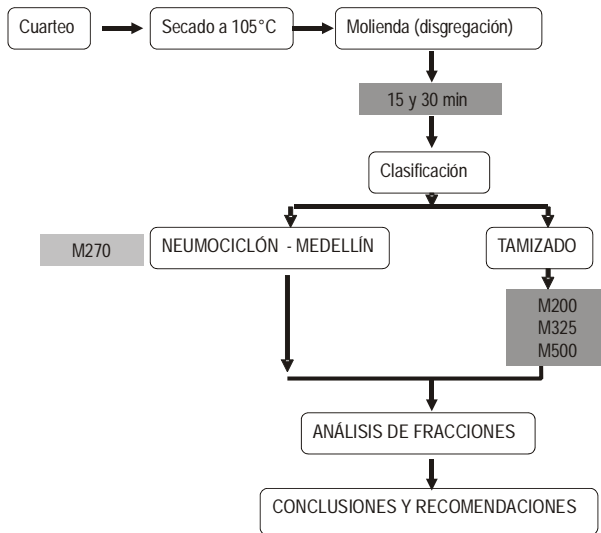 Cuarteo
Secado a 105°C
Molienda (disgregación)
15 y 30 min
Clasificación
M270
NEUMOCICLÓN - MEDELLÍN
TAMIZADO
M200
M325
M500
ANÁLISIS DE FRACCIONES
CONCLUSIONES Y RECOMENDACIONES